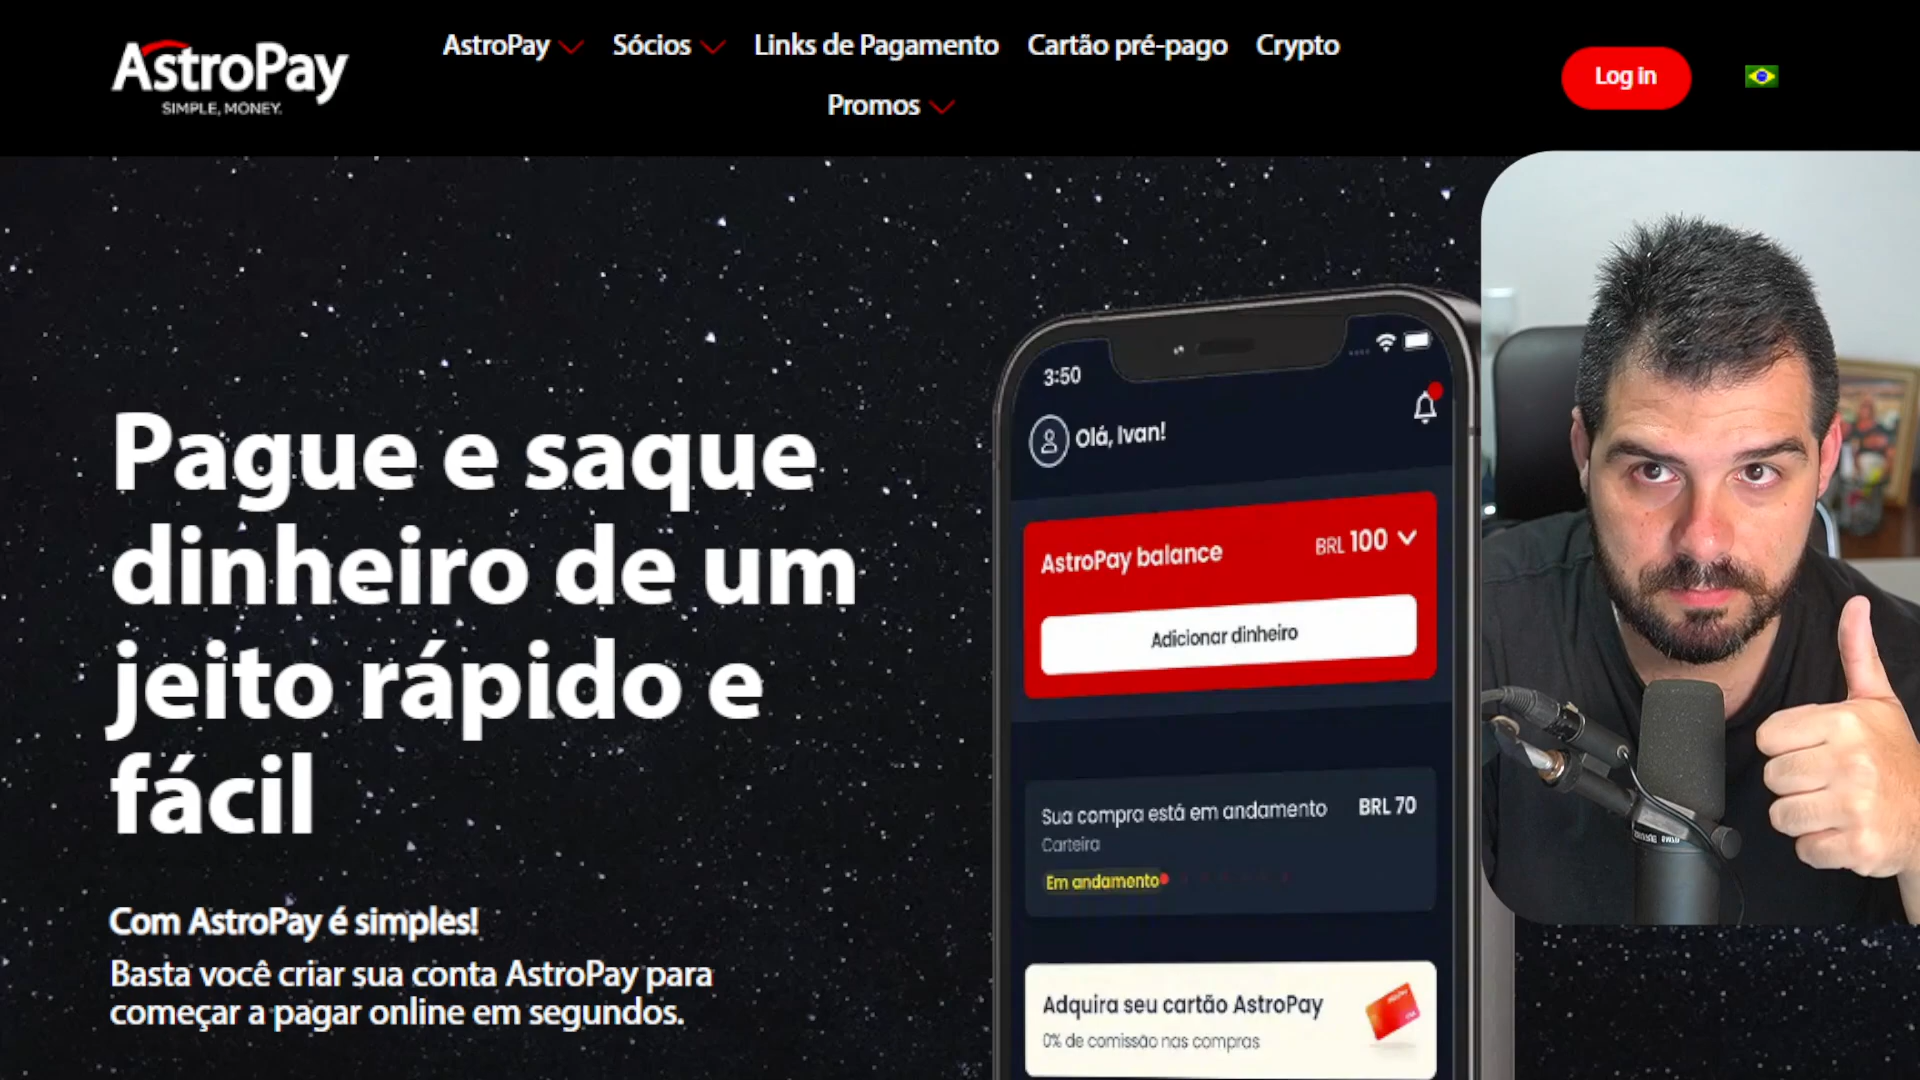 AstroPay
SIMPLE, MONEY.
AstroPay
Sócios
Links de Pagamento
Cartão pré-pago
Crypto
Promos
Log in
Pague e saque
dinheiro de um
jeito rápido e
fácil
Com AstroPay é simples!
Basta você criar sua conta AstroPay para
começar a pagar online em segundos.
3:50
Olá, Ivan!
AstroPay balance
BRL 100
Adicionar dinheiro
Sua compra está em andamento
BRL 70
Carteira
Em andamento
Adquira seu cartão AstroPay
0% de comissão nas compras